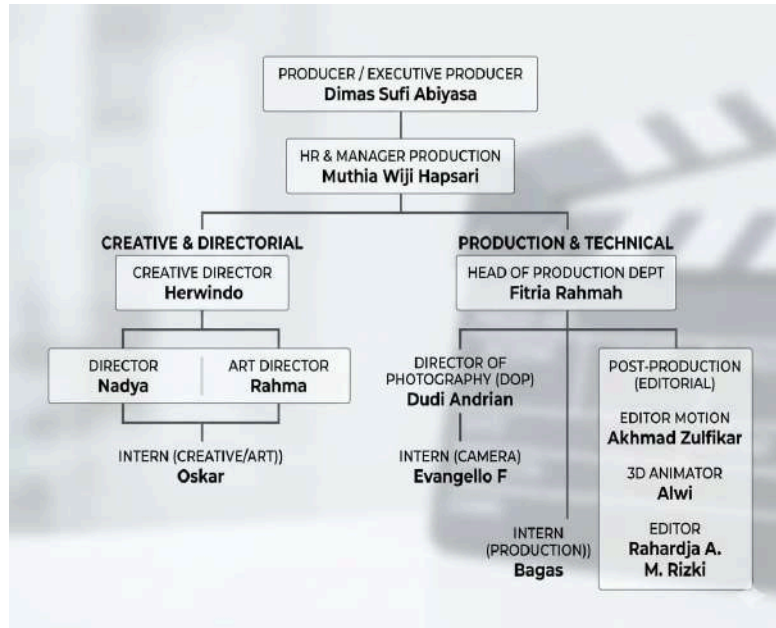 PRODUCER / EXECUTIVE PRODUCER
Dimas Sufi Abiyasa
HR & MANAGER PRODUCTION
Muthia Wiji Hapsari
CREATIVE & DIRECTORIAL
CREATIVE DIRECTOR
Herwindo
DIRECTOR
Nadya
ART DIRECTOR
Rahma
INTERN (CREATIVE/ART))
Oskar
PRODUCTION & TECHNICAL
HEAD OF PRODUCTION DEPT
Fitria Rahmah
DIRECTOR OF
PHOTOGRAPHY (DOP)
Dudi Andrian
INTERN (CAMERA)
Evangello F
INTERN
(PRODUCTION))
Bagas
POST-PRODUCTION
(EDITORIAL)
EDITOR MOTION
Akhmad Zulfikar
3D ANIMATOR
Alwi
EDITOR
Rahardja A.
M. Rizki